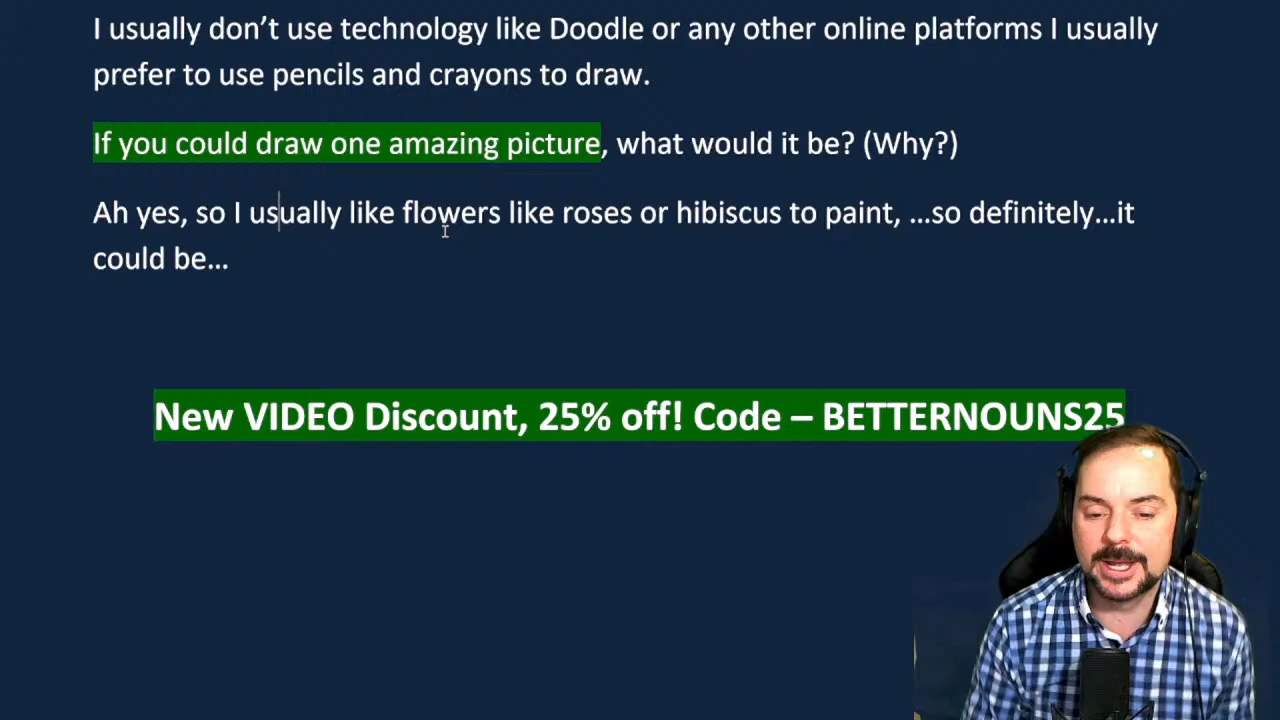 I usually don’t use technology like Doodle or any other online platforms I usually
prefer to use pencils and crayons to draw.
If you could draw one amazing picture, what would it be? (Why?)
Ah yes, so I usually like flowers like roses or hibiscus to paint, …so definitely…it
could be…
New VIDEO Discount, 25% off! Code – BETTERNOUNS25